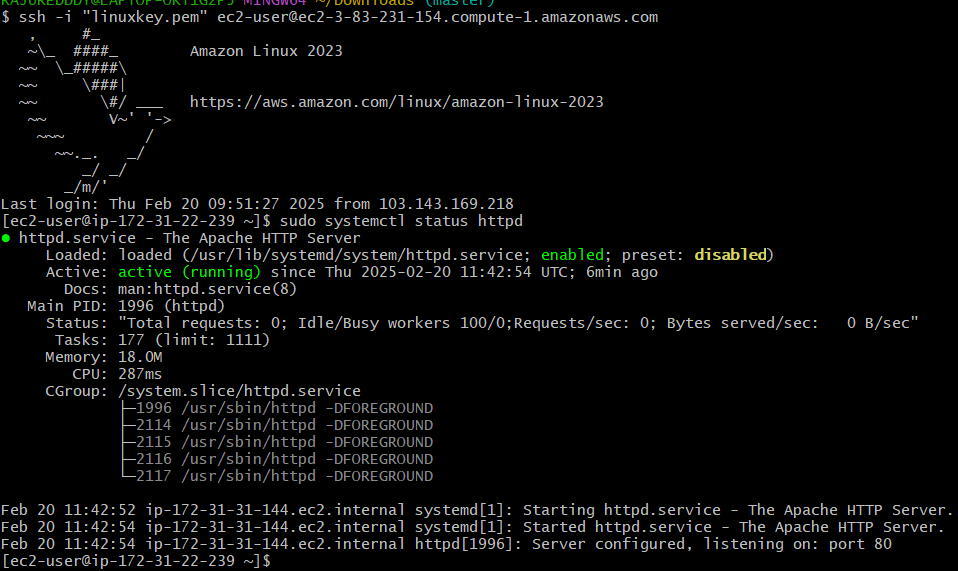 MINGW64 ~/Downloads (master)
$ ssh -i "linuxkey.pem" ec2-user@ec2-3-83-231-154.compute-1.amazonaws.com
   ,     #_
   ~\_  ####_        Amazon Linux 2023
  ~~  \_#####\
  ~~     \###|
  ~~       \#/ ___   https://aws.amazon.com/linux/amazon-linux-2023
   ~~       V~' '->
    ~~~         /
      ~~._.   _/
         _/ _/
       _/m/'
Last login: Thu Feb 20 09:51:27 2025 from 103.143.169.218
[ec2-user@ip-172-31-22-239 ~]$ sudo systemctl status httpd
● httpd.service - The Apache HTTP Server
     Loaded: loaded (/usr/lib/systemd/system/httpd.service; enabled; preset: disabled)
     Active: active (running) since Thu 2025-02-20 11:42:54 UTC; 6min ago
       Docs: man:httpd.service(8)
   Main PID: 1996 (httpd)
     Status: "Total requests: 0; Idle/Busy workers 100/0;Requests/sec: 0; Bytes served/sec:   0 B/sec"
      Tasks: 177 (limit: 1111)
     Memory: 18.0M
        CPU: 287ms
     CGroup: /system.slice/httpd.service
             ├─1996 /usr/sbin/httpd -DFOREGROUND
             ├─2114 /usr/sbin/httpd -DFOREGROUND
             ├─2115 /usr/sbin/httpd -DFOREGROUND
             ├─2116 /usr/sbin/httpd -DFOREGROUND
             └─2117 /usr/sbin/httpd -DFOREGROUND

Feb 20 11:42:52 ip-172-31-31-144.ec2.internal systemd[1]: Starting httpd.service - The Apache HTTP Server.
Feb 20 11:42:54 ip-172-31-31-144.ec2.internal systemd[1]: Started httpd.service - The Apache HTTP Server.
Feb 20 11:42:54 ip-172-31-31-144.ec2.internal httpd[1996]: Server configured, listening on: port 80
[ec2-user@ip-172-31-22-239 ~]$